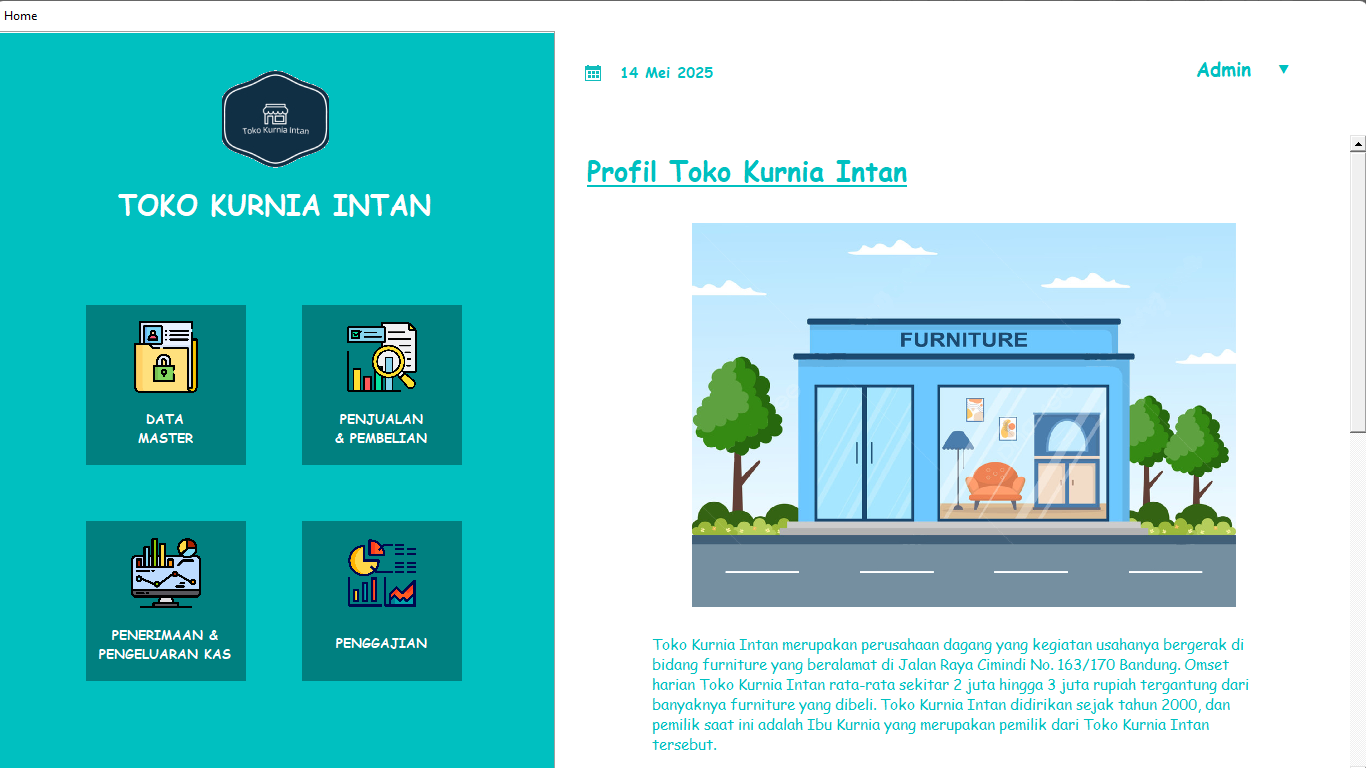 Home
Toko Kurnia Intan
TOKO KURNIA INTAN
DATA
MASTER
PENJUALAN
& PEMBELIAN
PENERIMAAN &
PENGELUARAN KAS
PENGGAJIAN
14 Mei 2025
Admin
Profil Toko Kurnia Intan
FURNITURE
Toko Kurnia Intan merupakan perusahaan dagang yang kegiatan usahanya bergerak di
bidang furniture yang beralamat di Jalan Raya Cimindi No. 163/170 Bandung. Omset
harian Toko Kurnia Intan rata-rata sekitar 2 juta hingga 3 juta rupiah tergantung dari
banyaknya furniture yang dibeli. Toko Kurnia Intan didirikan sejak tahun 2000, dan
pemilik saat ini adalah Ibu Kurnia yang merupakan pemilik dari Toko Kurnia Intan
tersebut.